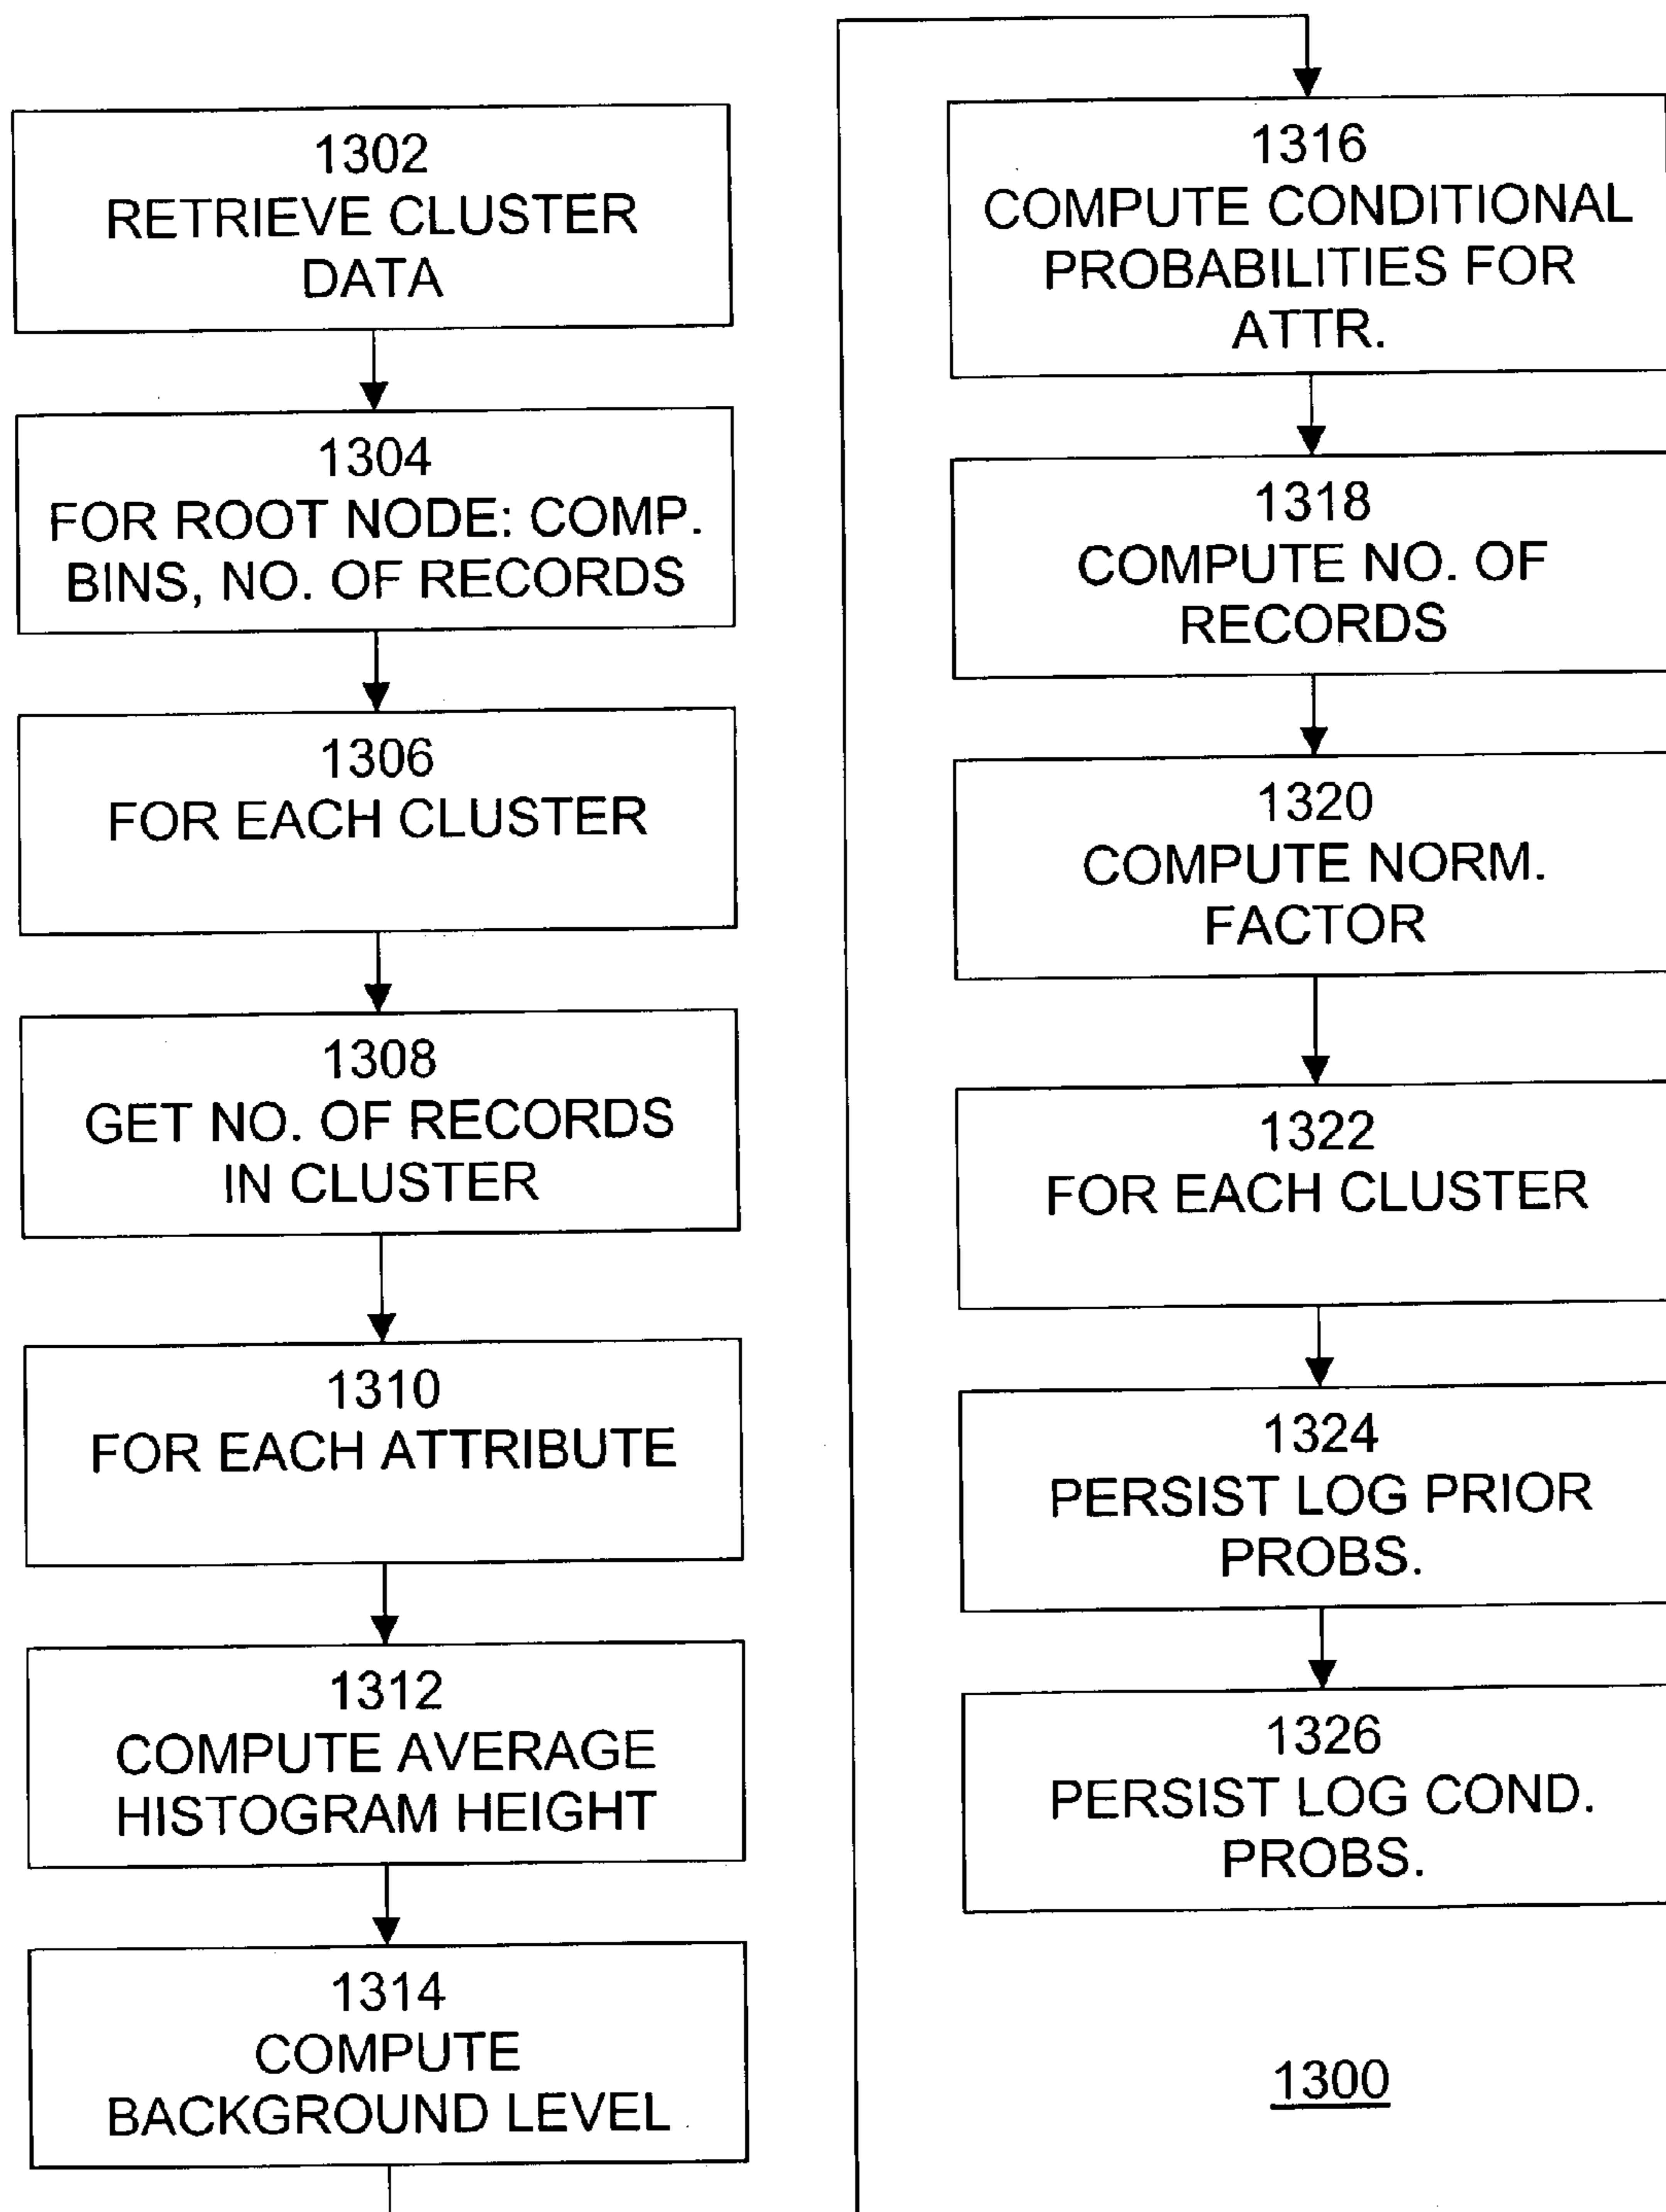 1302
RETRIEVE CLUSTER
DATA
1304
FOR ROOT NODE: COMP.
BINS, NO. OF RECORDS
1306
FOR EACH CLUSTER
1308
GET NO. OF RECORDS
IN CLUSTER
1310
FOR EACH ATTRIBUTE
1312
COMPUTE AVERAGE
HISTOGRAM HEIGHT
1314
COMPUTE
BACKGROUND LEVEL
1316
COMPUTE CONDITIONAL
PROBABILITIES FOR
ATTR.
1318
COMPUTE NO. OF
RECORDS
1320
COMPUTE NORM.
FACTOR
1322
FOR EACH CLUSTER
1324
PERSIST LOG PRIOR
PROBS.
1326
PERSIST LOG COND.
PROBS.
1300